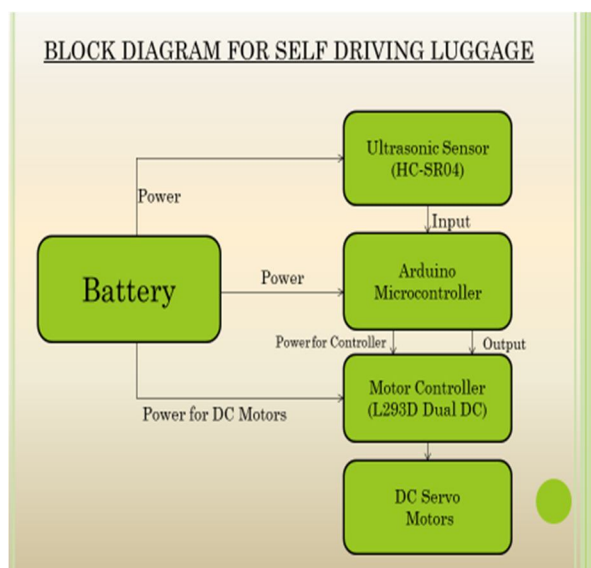 BLOCK DIAGRAM FOR SELF DRIVING LUGGAGE
Ultrasonic Sensor
(HC-SR04)
Power
Input
Battery
Power
Arduino
Microcontroller
Power for Controller
Output
Motor Controller
(L293D Dual DC)
Power for DC Motors
DC Servo
Motors